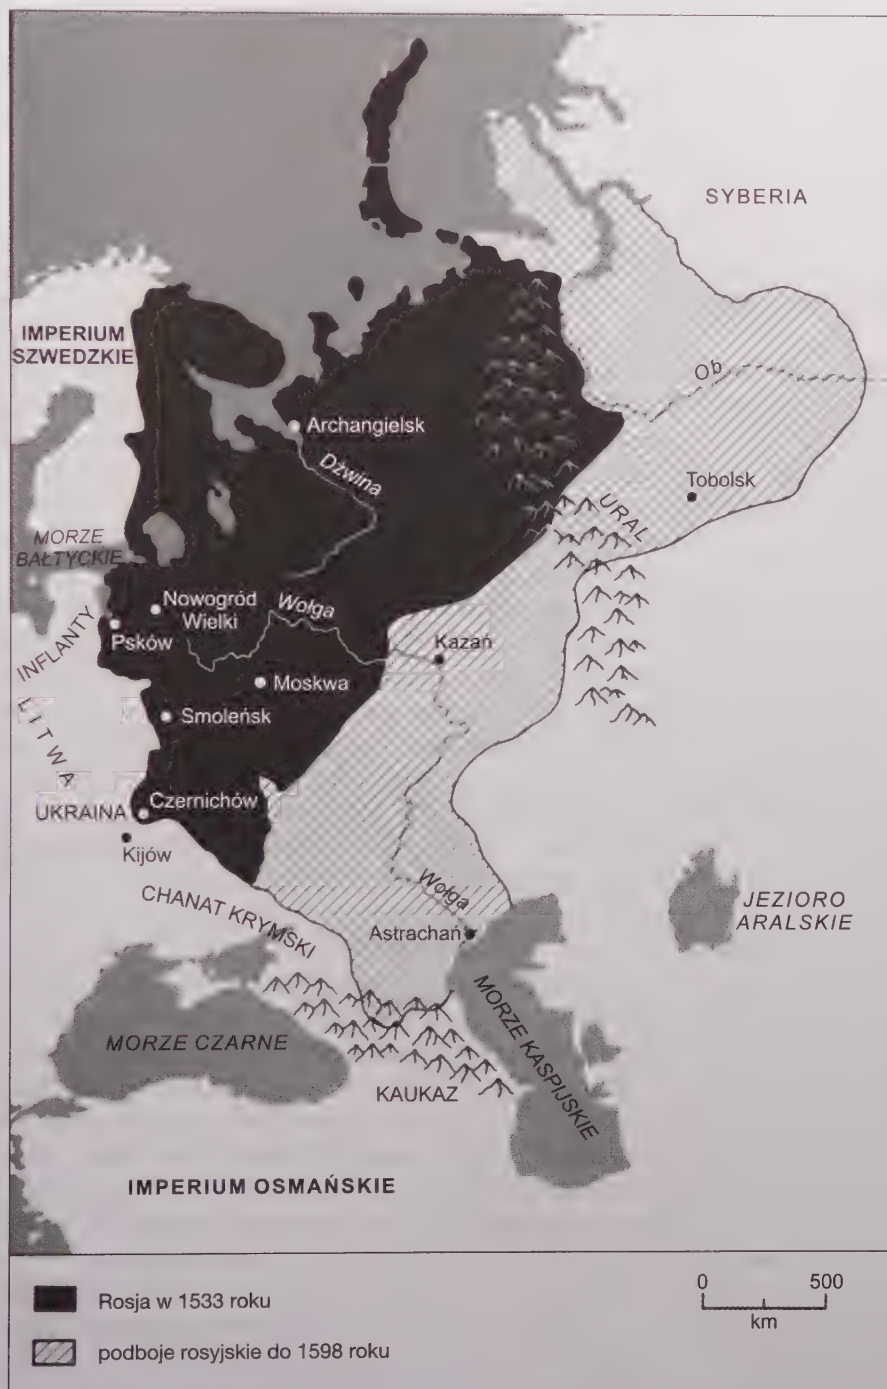 SYBERIA
IMPERIUM
SZWEDZKIE
Ob
Archangielsk
Dźwina
Tobolsk
URAL
MORZE
BAŁTYCKIE
Nowogród
Wielki
Wołga
INFLANTY
Psków
Kazań
Moskwa
Smoleńsk
LITWA
Czernichów
UKRAINA
Kijów
Wołga
CHANAT KRYMSKI
Astrachań
JEZIORO
ARALSKIE
MORZE CZARNE
MORZE KASPIJSKIE
KAUKAZ
IMPERIUM OSMAŃSKIE
Rosja w 1533 roku
podboje rosyjskie do 1598 roku
0 500
km